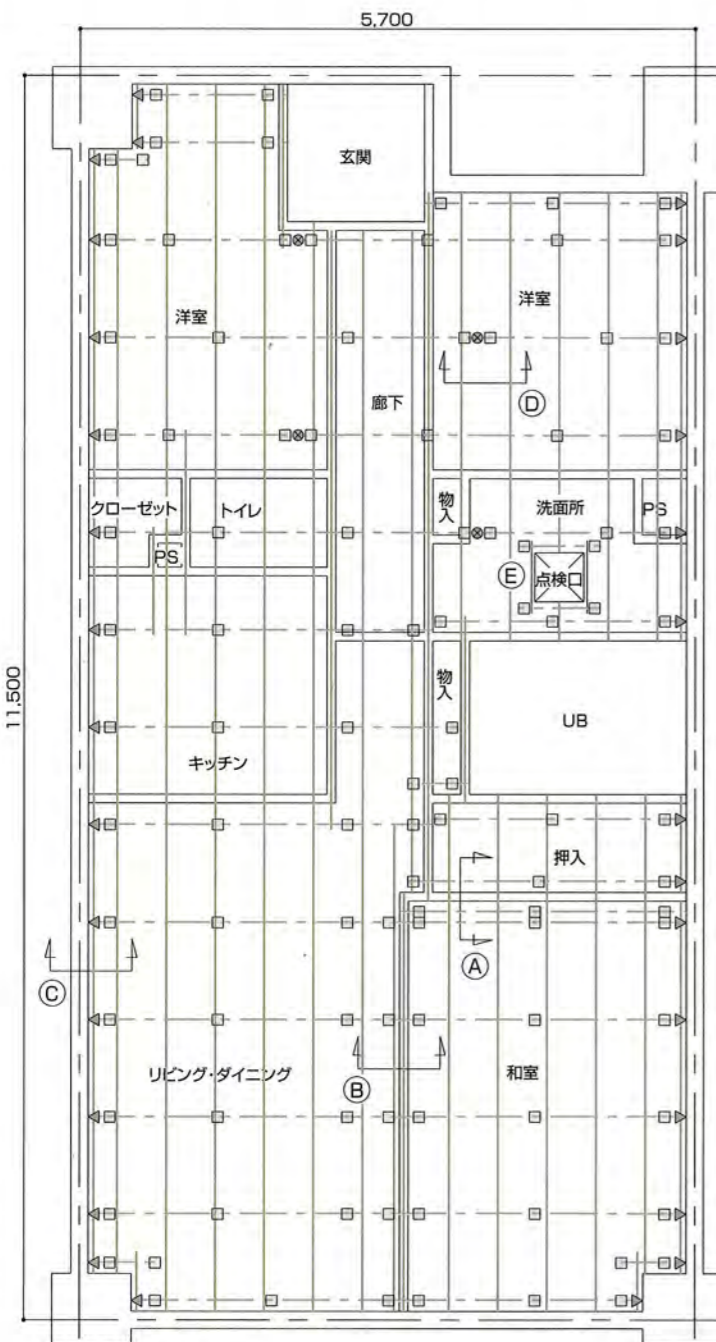 5,700
玄関
洋室
洋室
廊下
Ⓓ
クローゼット
トイレ
物入
洗面所
PS
PS
Ⓔ
点検口
11,500
物入
UB
キッチン
押入
Ⓐ
Ⓒ
リビング・ダイニング
Ⓑ
和室